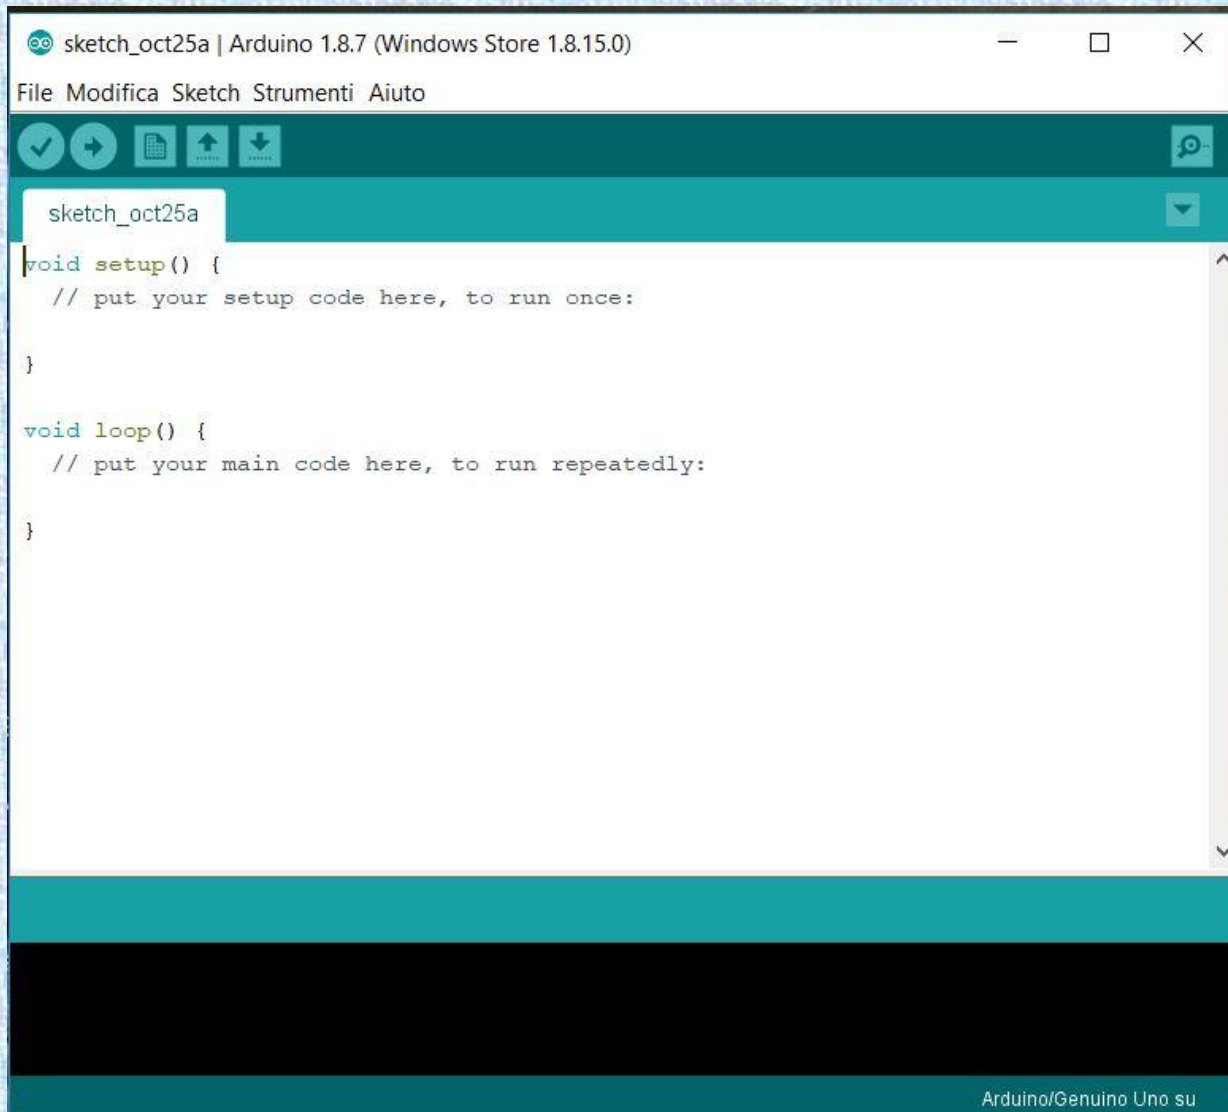 sketch_oct25a | Arduino 1.8.7 (Windows Store 1.8.15.0)
File Modifica Sketch Strumenti Aiuto
sketch_oct25a
void setup() {
  // put your setup code here, to run once:
}
void loop() {
  // put your main code here, to run repeatedly:
}
Arduino/Genuino Uno su